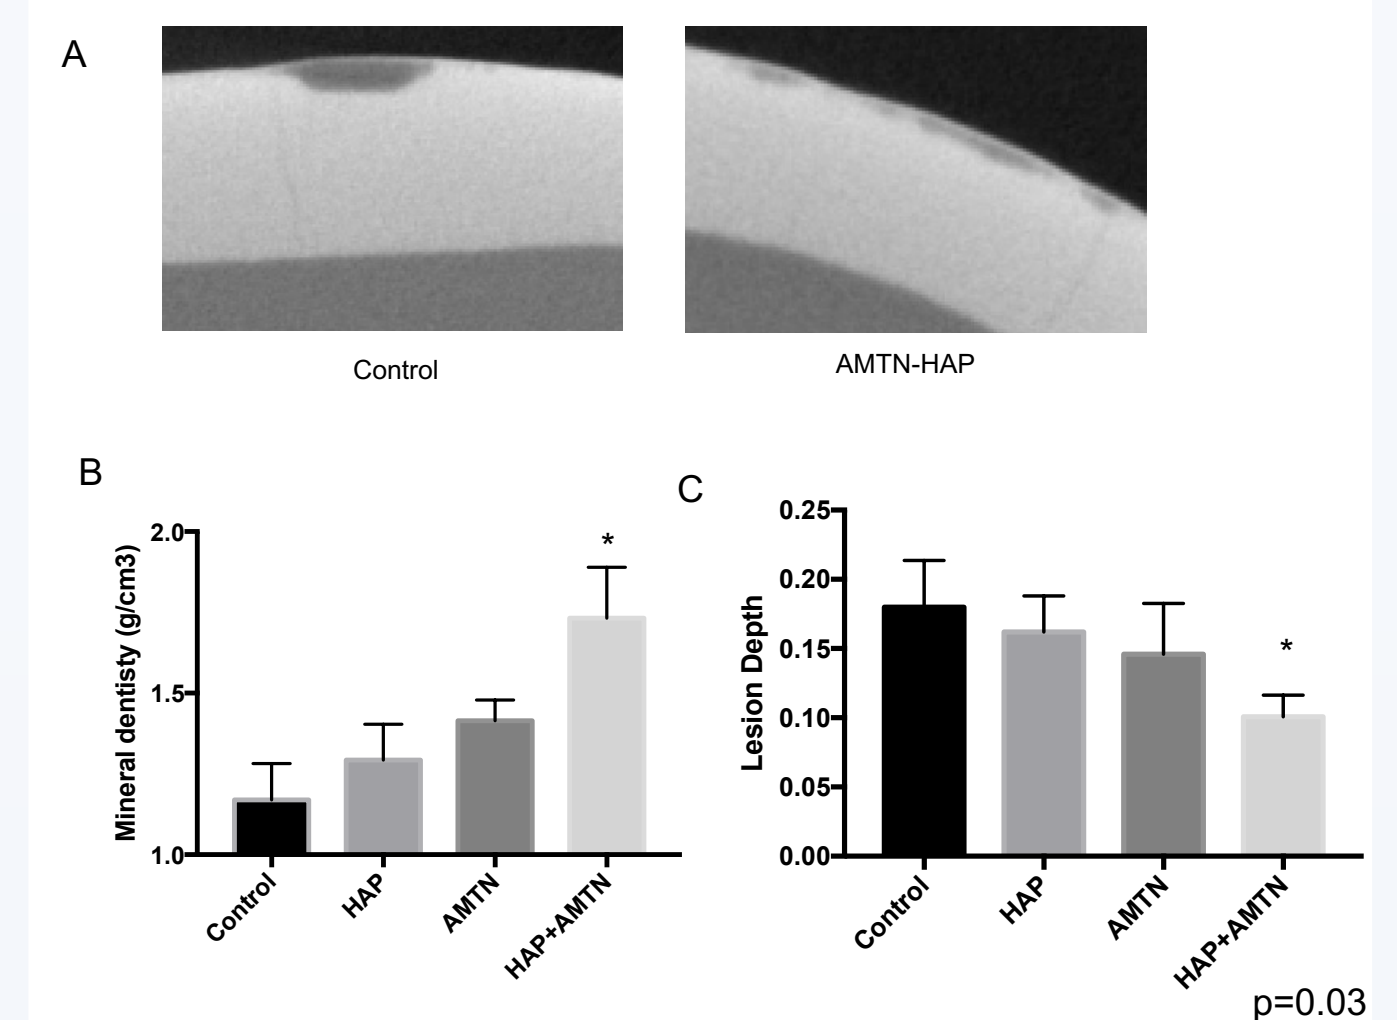 A
Control
AMTN-HAP
B
Mineral dentisty (g/cm3)
2.0
1.5
1.0
*
Control
HAP
AMTN
HAP+AMTN
C
Lesion Depth
0.25
0.20
0.15
0.10
0.05
0.00
*
Control
HAP
AMTN
HAP+AMTN
p=0.03